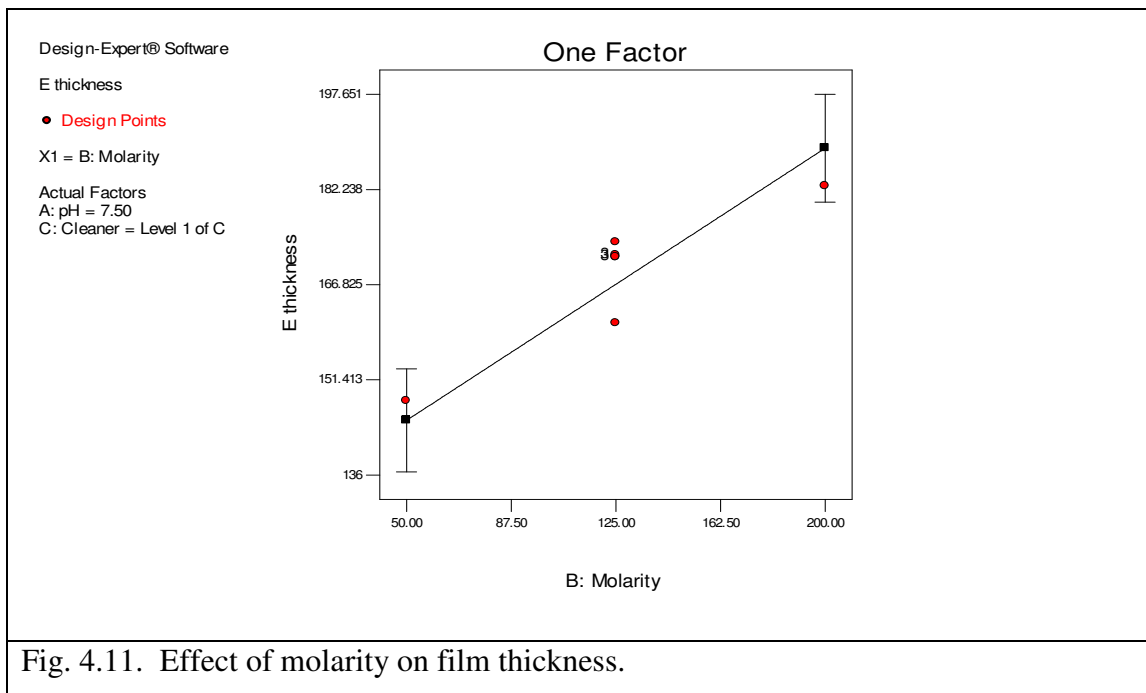 Design-Expert® Software
E thickness
Design Points
X1 = B: Molarity
Actual Factors
A: pH = 7.50
C: Cleaner = Level 1 of C
One Factor
197.651
182.238
166.825
151.413
136
E thickness
3
50.00
87.50
125.00
162.50
200.00
B: Molarity
Fig. 4.11. Effect of molarity on film thickness.